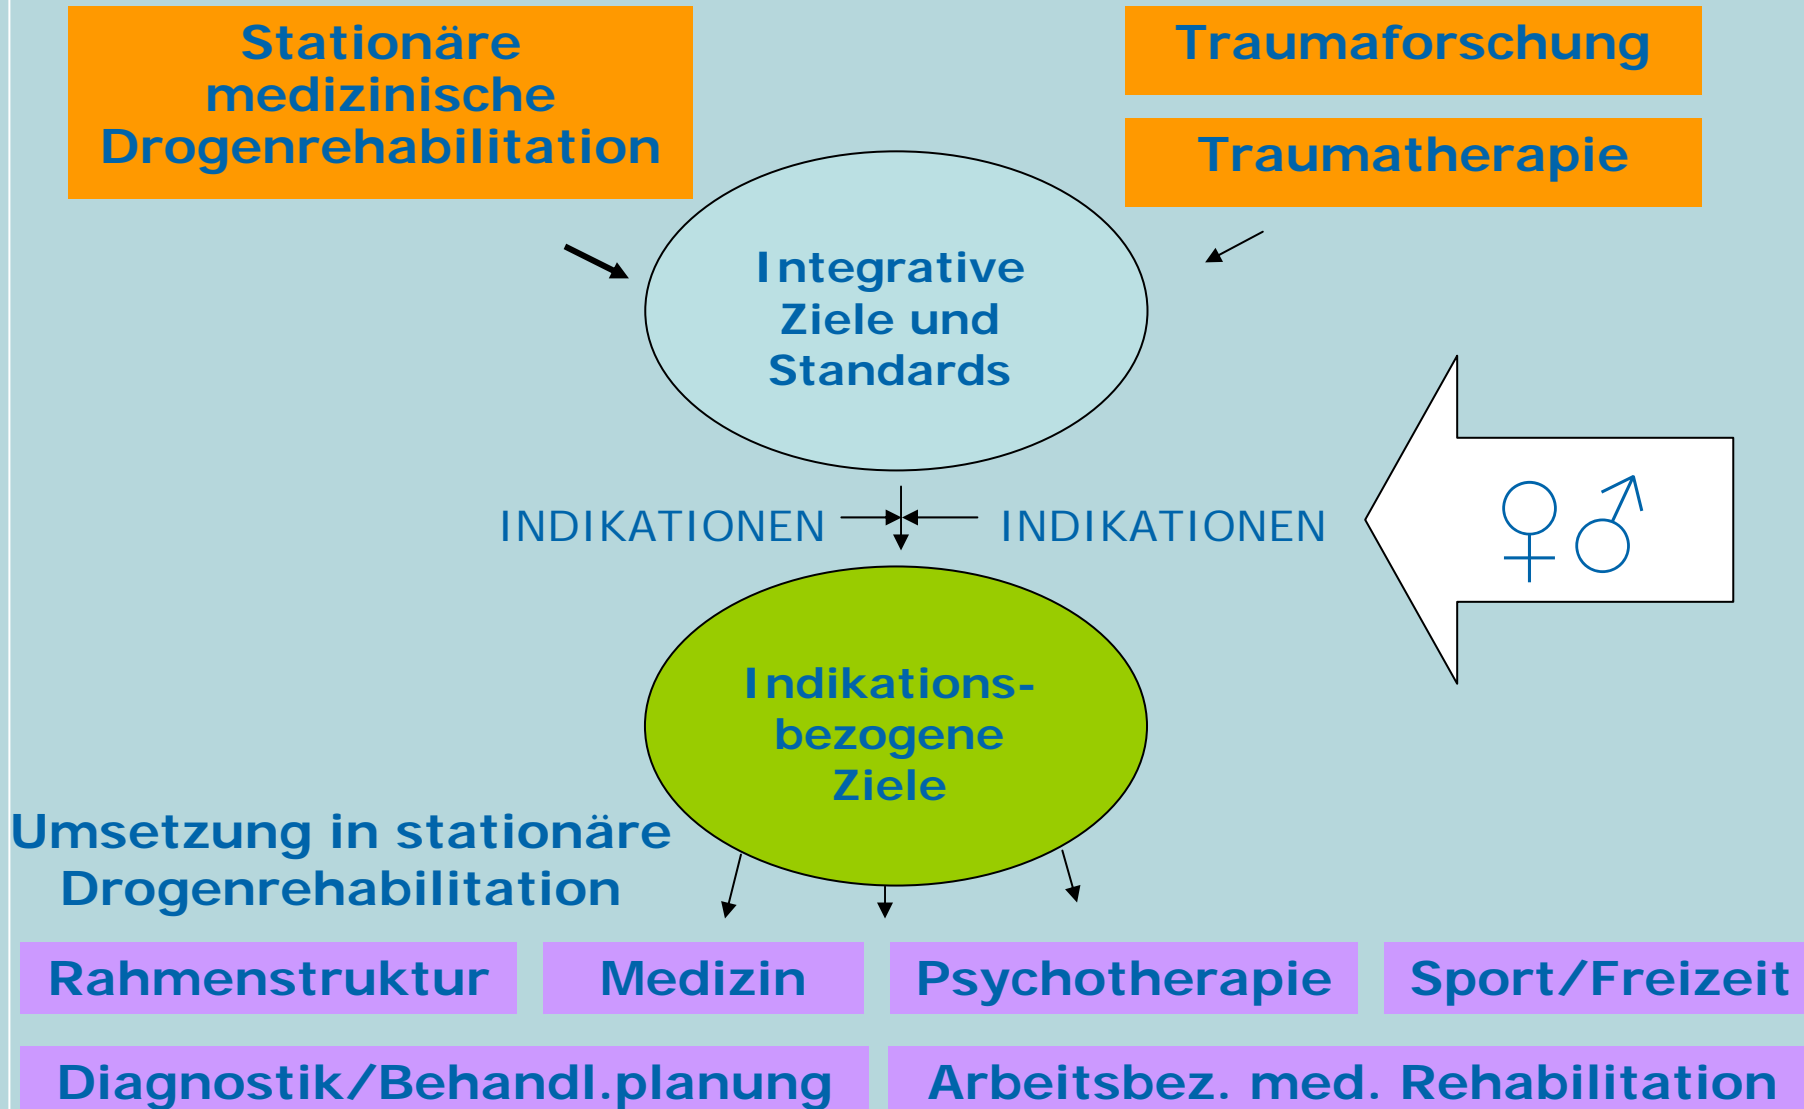 Stationäre
medizinische
Drogenrehabilitation
Traumaforschung
Traumatherapie
Integrative
Ziele und
Standards
INDIKATIONEN INDIKATIONEN
♀♂
Indikations-
bezogene
Ziele
Umsetzung in stationäre
Drogenrehabilitation
Rahmenstruktur Medizin Psychotherapie Sport/Freizeit
Diagnostik/Behandl.planung Arbeitsbez. med. Rehabilitation